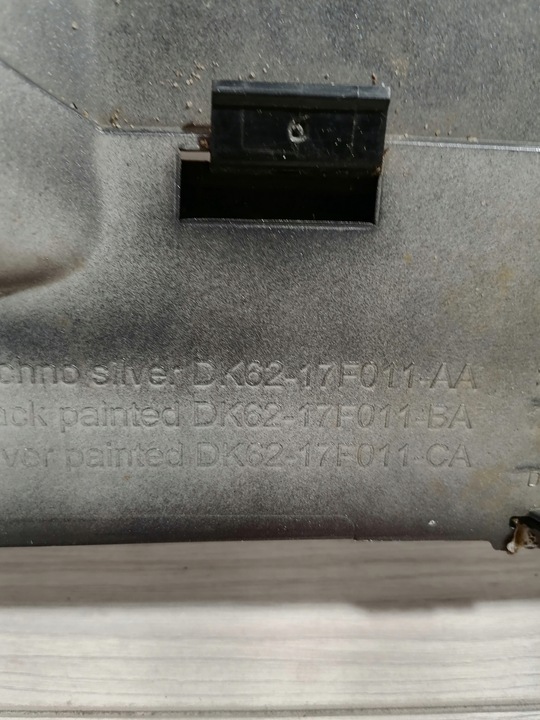 chno silver DK62-17F011-AA
ack painted DK62-17F011-BA
ver painted DK62-17F011-CA